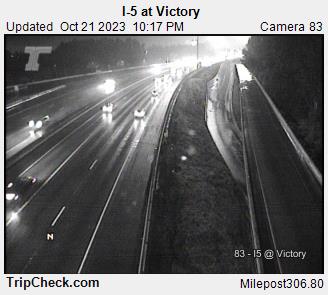 I-5 at Victory
Updated Oct 21 2023 10:17 PM Camera 83
T
N
83 - I5 @ Victory
TripCheck.com Milepost306.80